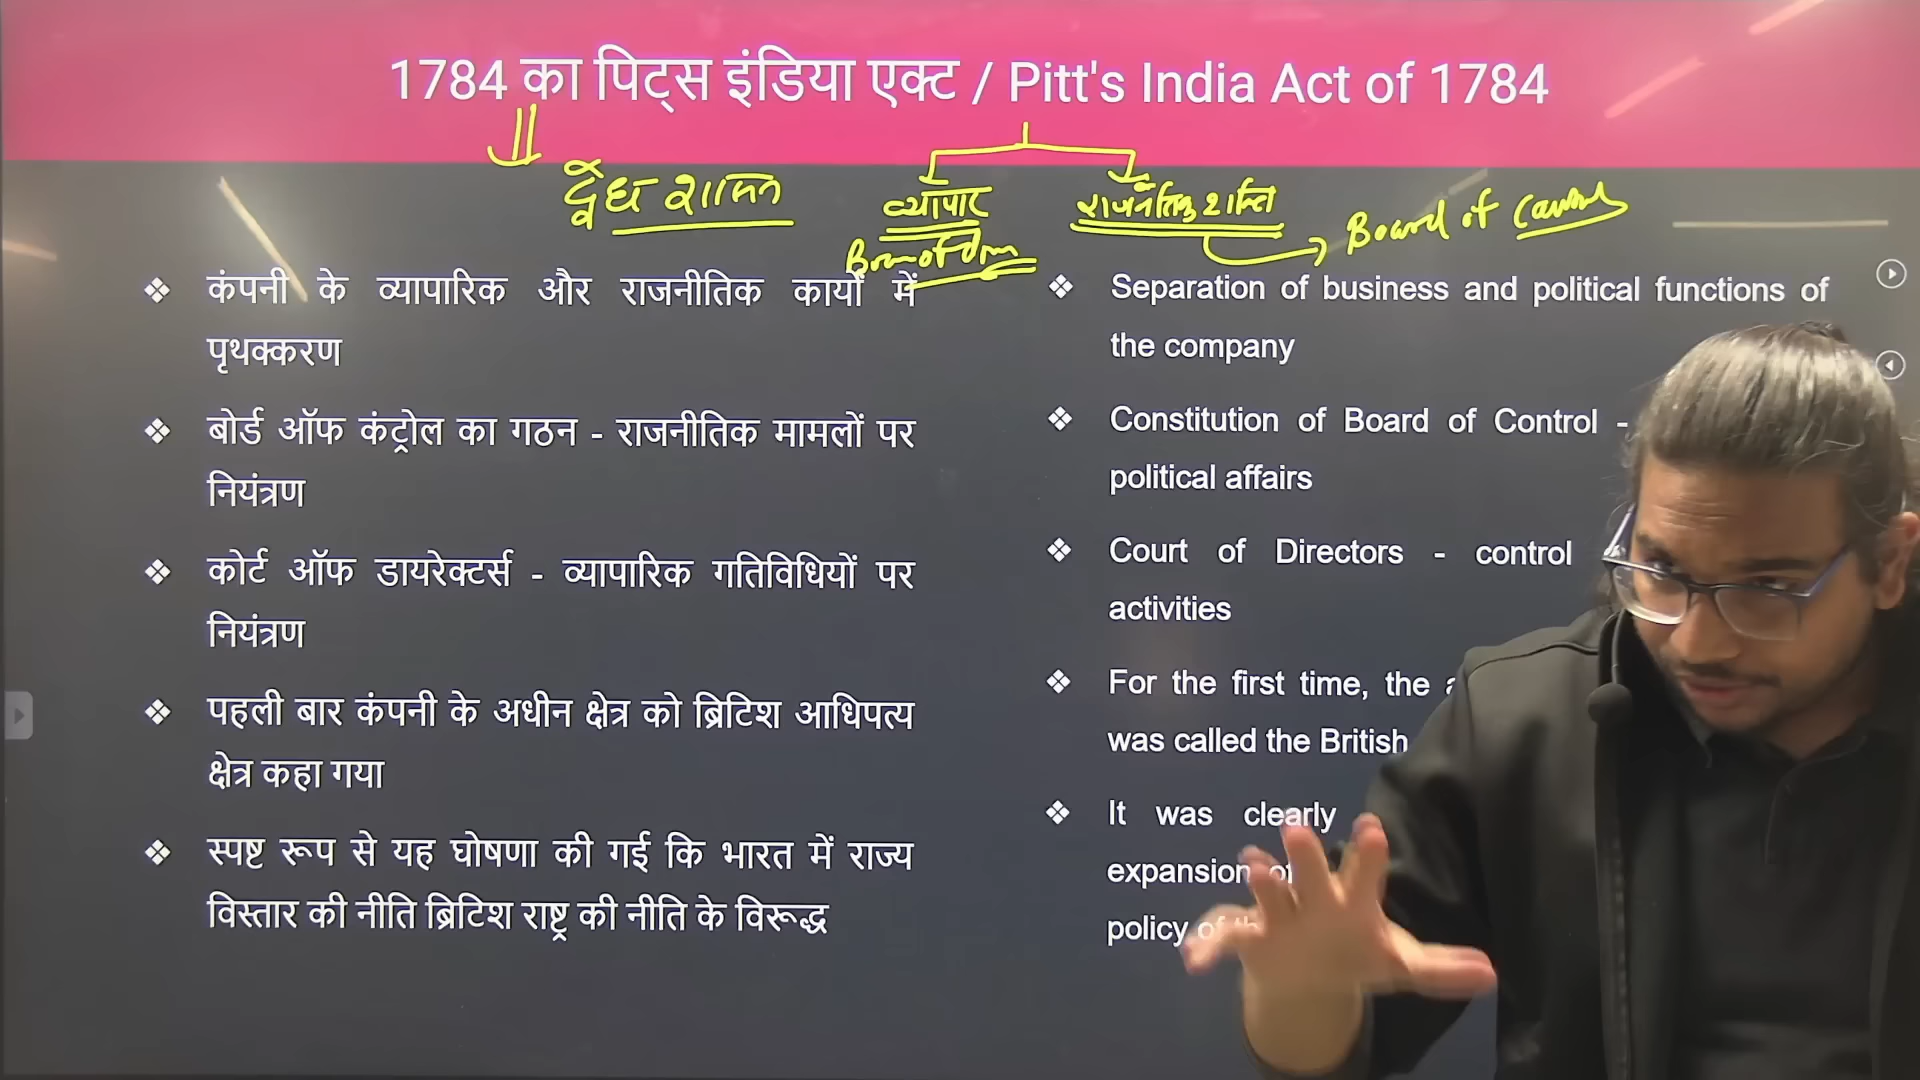 1784 का पिट्स इंडिया एक्ट / Pitt's India Act of 1784
द्वैध शासन
व्यापार
राजनैतिक शक्ति
Board of Control
❖ कंपनी के व्यापारिक और राजनीतिक कार्यों में
पृथक्करण
❖ बोर्ड ऑफ कंट्रोल का गठन - राजनीतिक मामलों पर
नियंत्रण
❖ कोर्ट ऑफ डायरेक्टर्स - व्यापारिक गतिविधियों पर
नियंत्रण
❖ पहली बार कंपनी के अधीन क्षेत्र को ब्रिटिश आधिपत्य
क्षेत्र कहा गया
❖ स्पष्ट रूप से यह घोषणा की गई कि भारत में राज्य
विस्तार की नीति ब्रिटिश राष्ट्र की नीति के विरूद्ध
❖ Separation of business and political functions of
the company
❖ Constitution of Board of Control -
political affairs
❖ Court of Directors - control
activities
❖ For the first time, the
was called the British
❖ It was clearly
expansion of
policy of